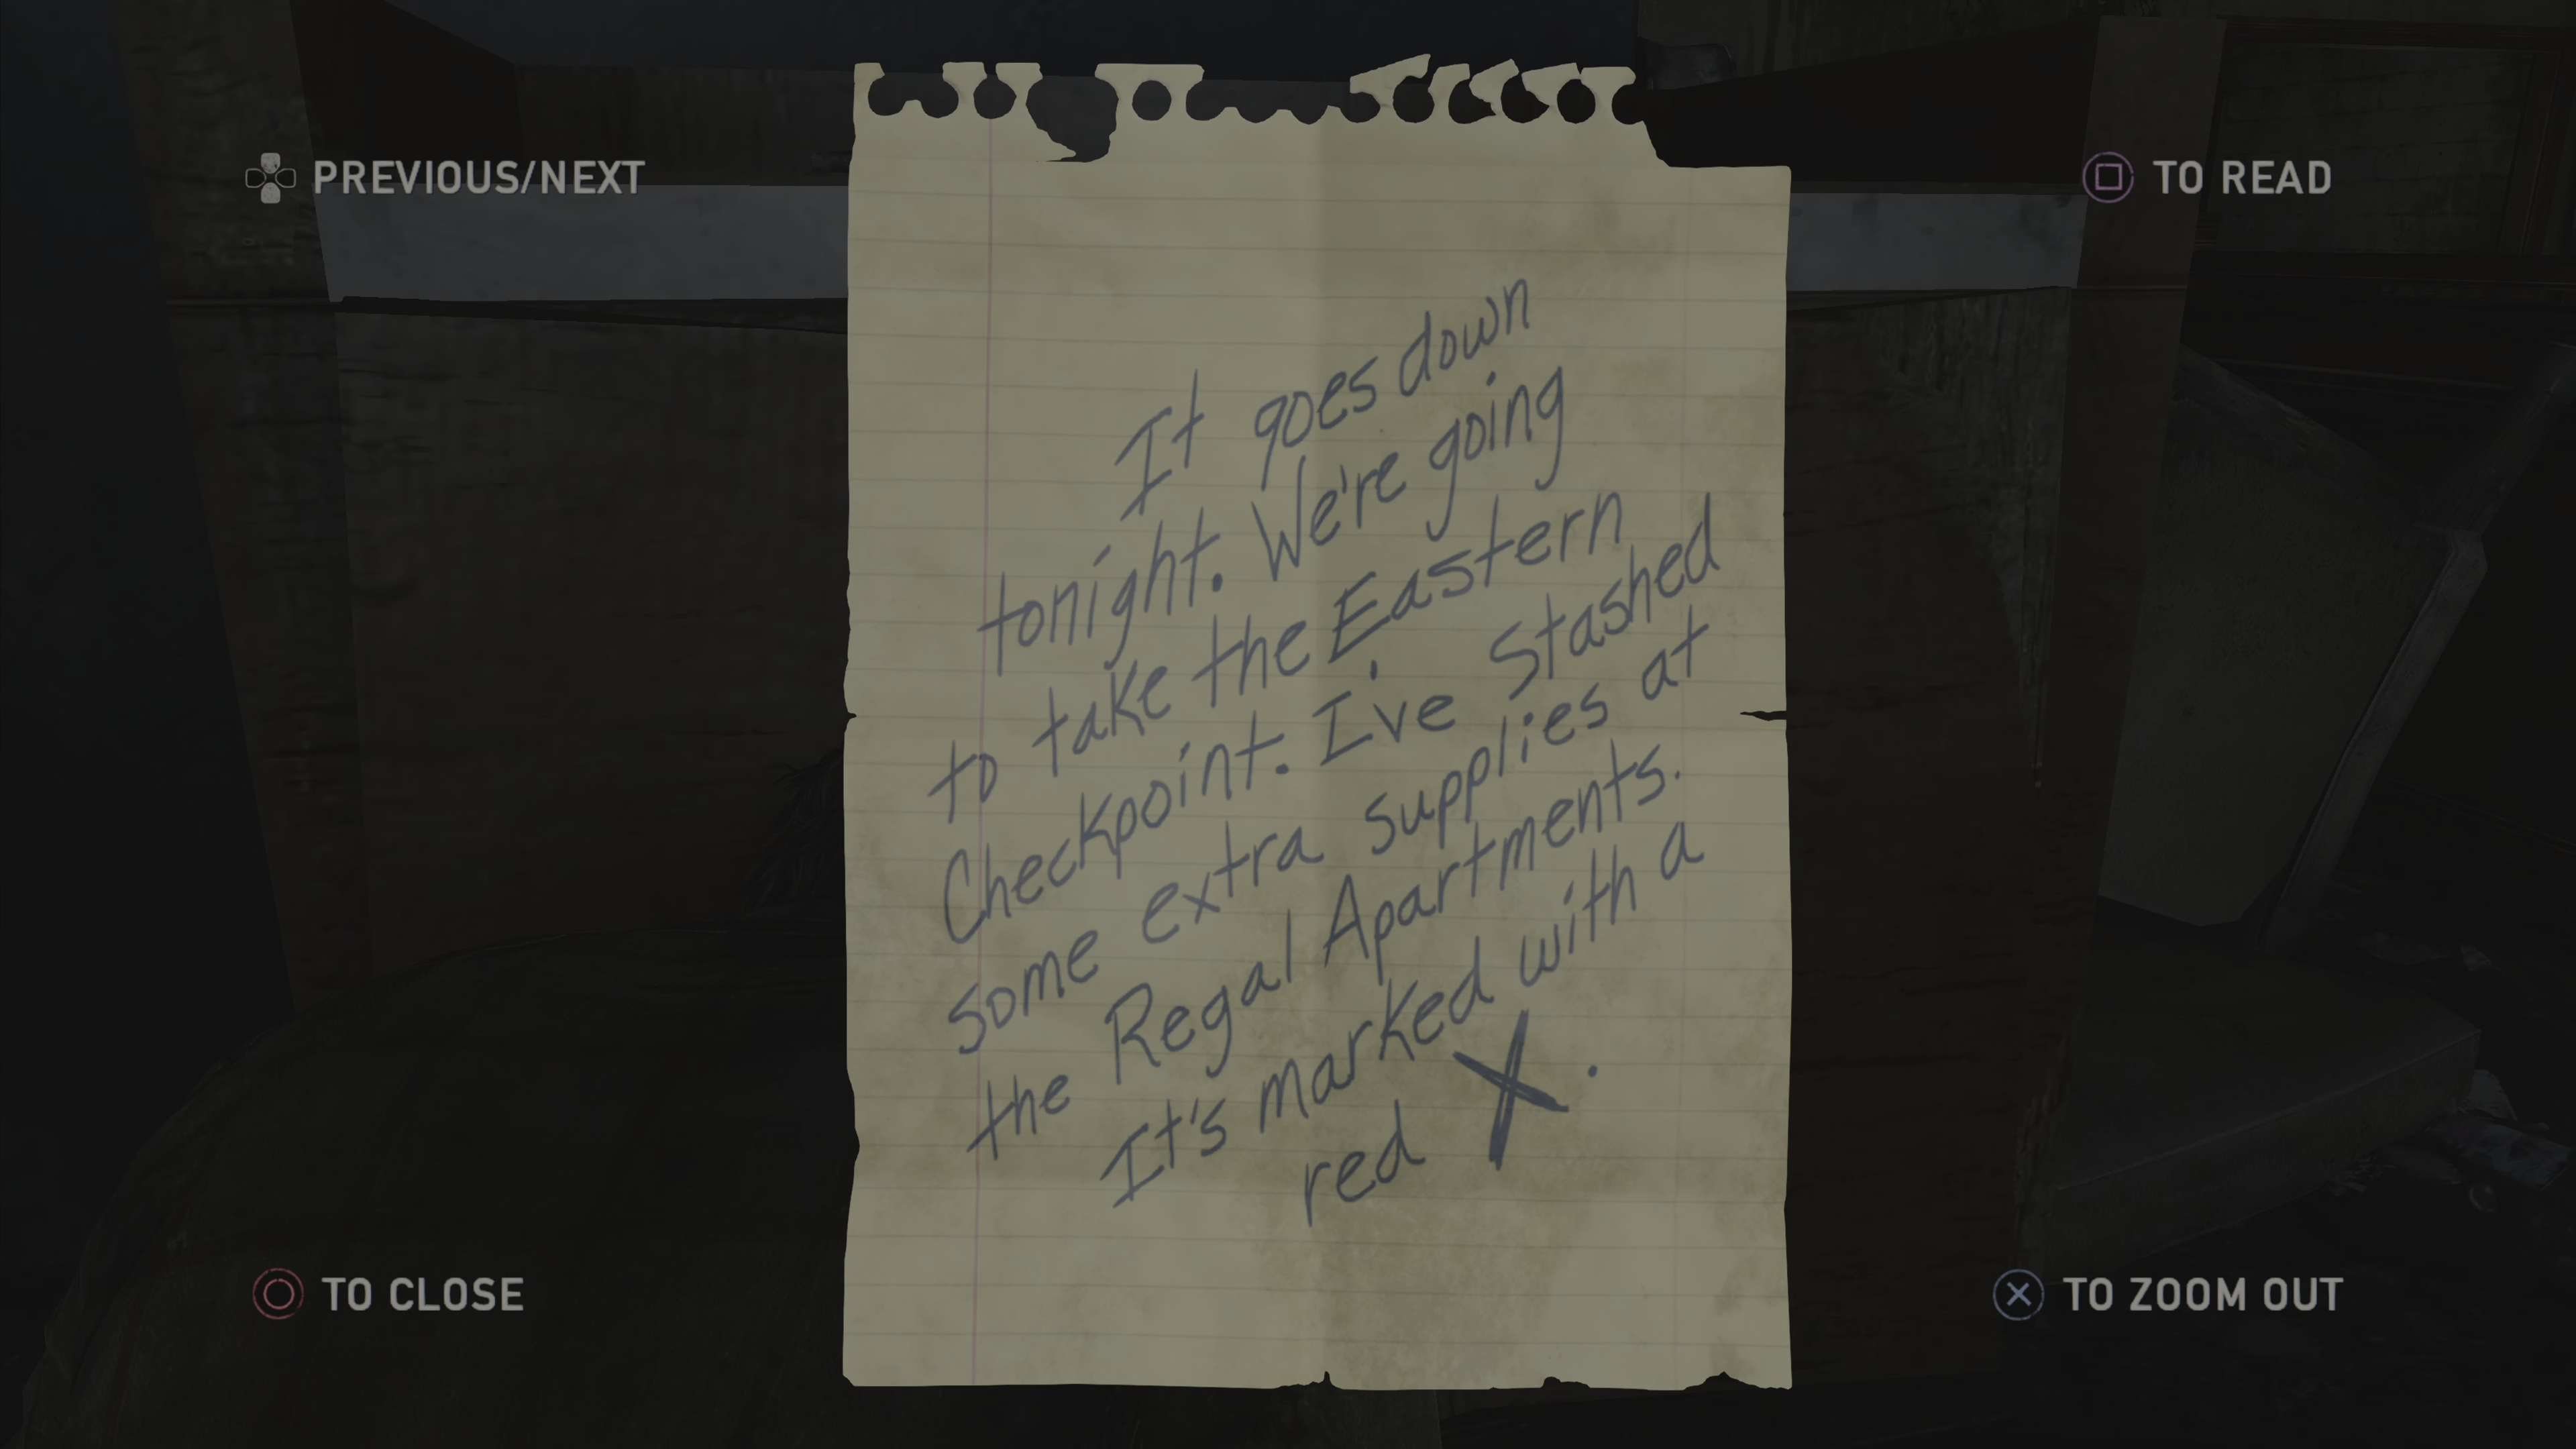 PREVIOUS/NEXT
TO READ
It goes down
tonight. We're going
to take the Eastern
Checkpoint. I've Stashed
some extra supplies at
the Regal Apartments.
It's marked with a
red X.
TO CLOSE
TO ZOOM OUT